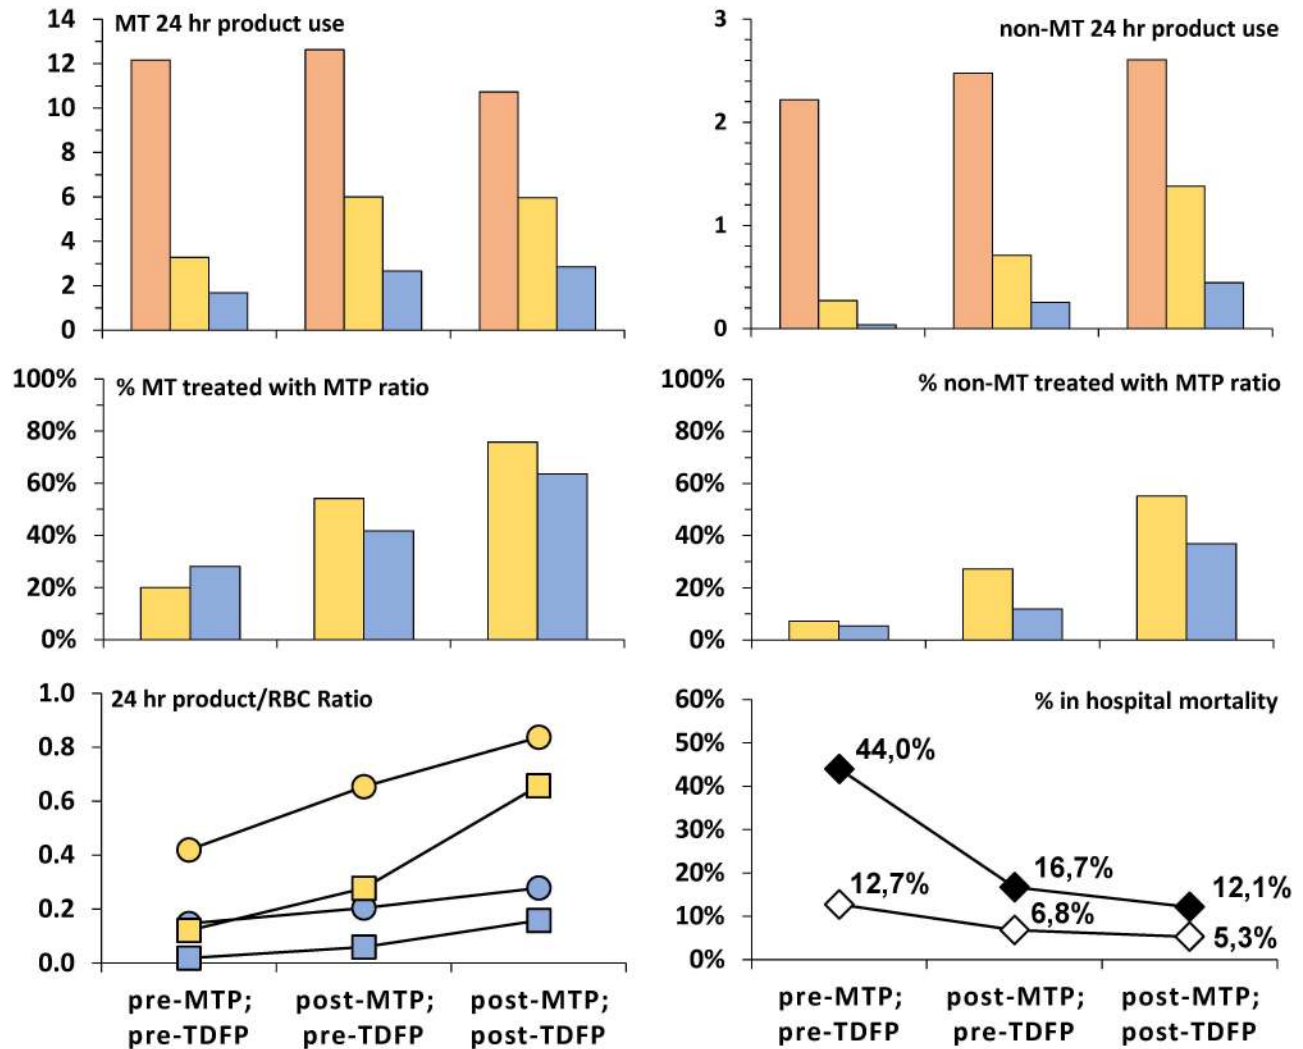 MT 24 hr product use
14
12
10
8
6
4
2
0
non-MT 24 hr product use
3
2
1
0
% MT treated with MTP ratio
100%
80%
60%
40%
20%
0%
% non-MT treated with MTP ratio
100%
80%
60%
40%
20%
0%
24 hr product/RBC Ratio
1.0
0.8
0.6
0.4
0.2
0.0
pre-MTP;
pre-TDFP
post-MTP;
pre-TDFP
post-MTP;
post-TDFP
% in hospital mortality
60%
50%
40%
30%
20%
10%
0%
44,0%
16,7%
12,1%
12,7%
6,8%
5,3%
pre-MTP;
pre-TDFP
post-MTP;
pre-TDFP
post-MTP;
post-TDFP